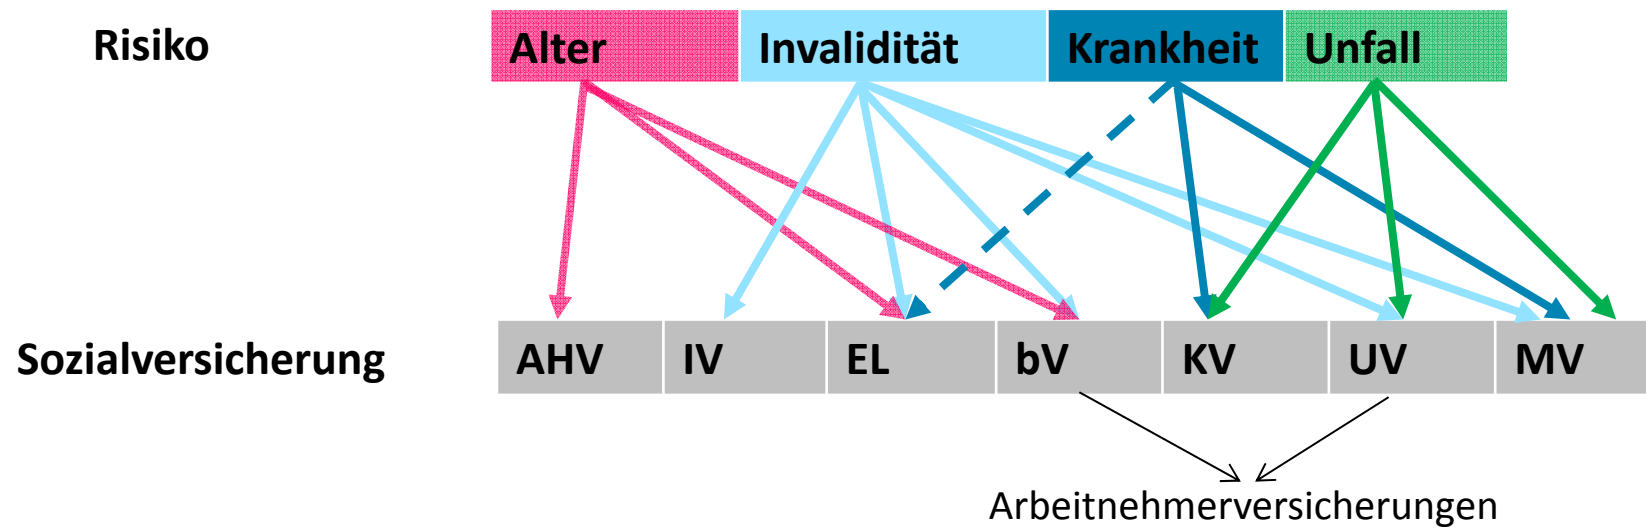 Risiko Alter Invalidität Krankheit Unfall
Sozialversicherung AHV IV EL bV KV UV MV
Arbeitnehmerversicherungen